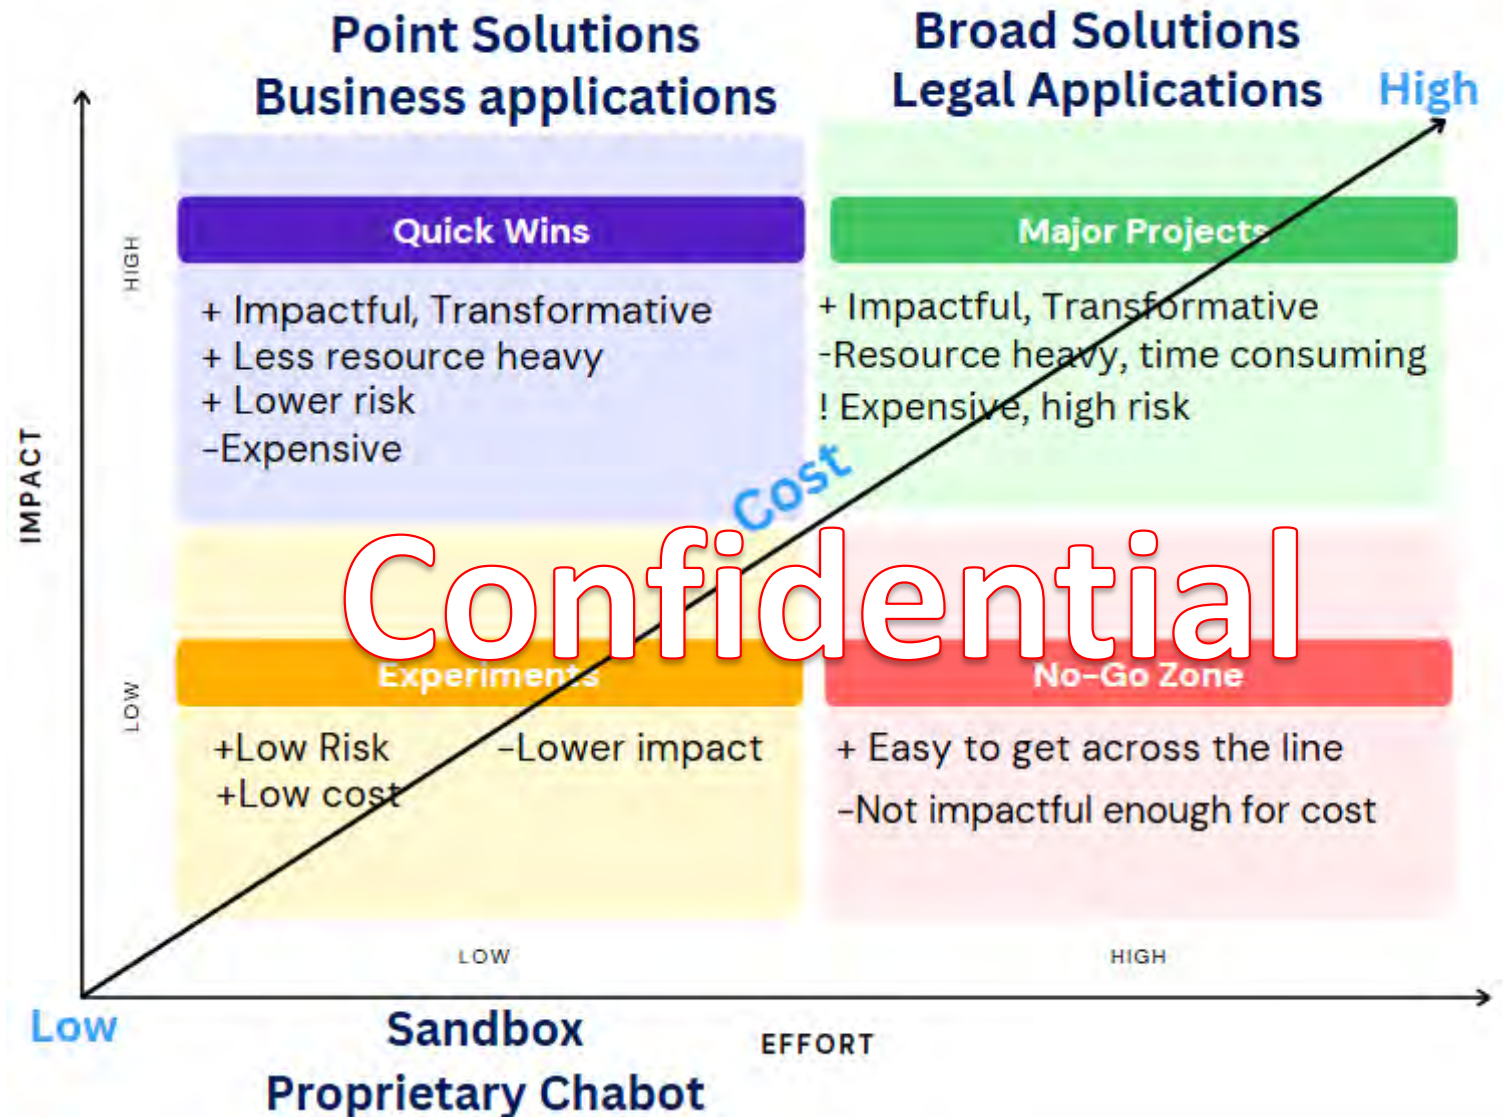 Point Solutions
Business applications
Broad Solutions
Legal Applications
High
HIGH
Quick Wins
+ Impactful, Transformative
+ Less resource heavy
+ Lower risk
-Expensive
Major Projects
+ Impactful, Transformative
-Resource heavy, time consuming
! Expensive, high risk
IMPACT
Cost
Confidential
LOW
Experiments
+Low Risk
-Lower impact
+Low cost
No-Go Zone
+ Easy to get across the line
-Not impactful enough for cost
LOW
HIGH
Low
Sandbox
Proprietary Chabot
EFFORT